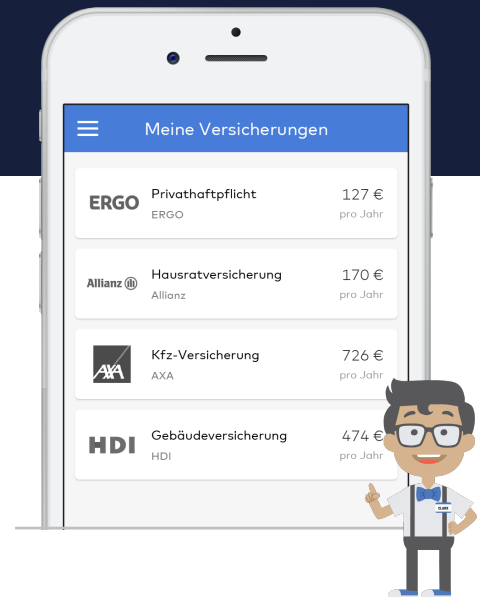 Meine Versicherungen
ERGO
Privathaftpflicht
127 €
ERGO
pro Jahr
Allianz
Hausratversicherung
170 €
Allianz
pro Jahr
AXA
Kfz-Versicherung
726 €
AXA
pro Jahr
HDI
Gebäudeversicherung
474 €
HDI
pro Jahr
CLARK